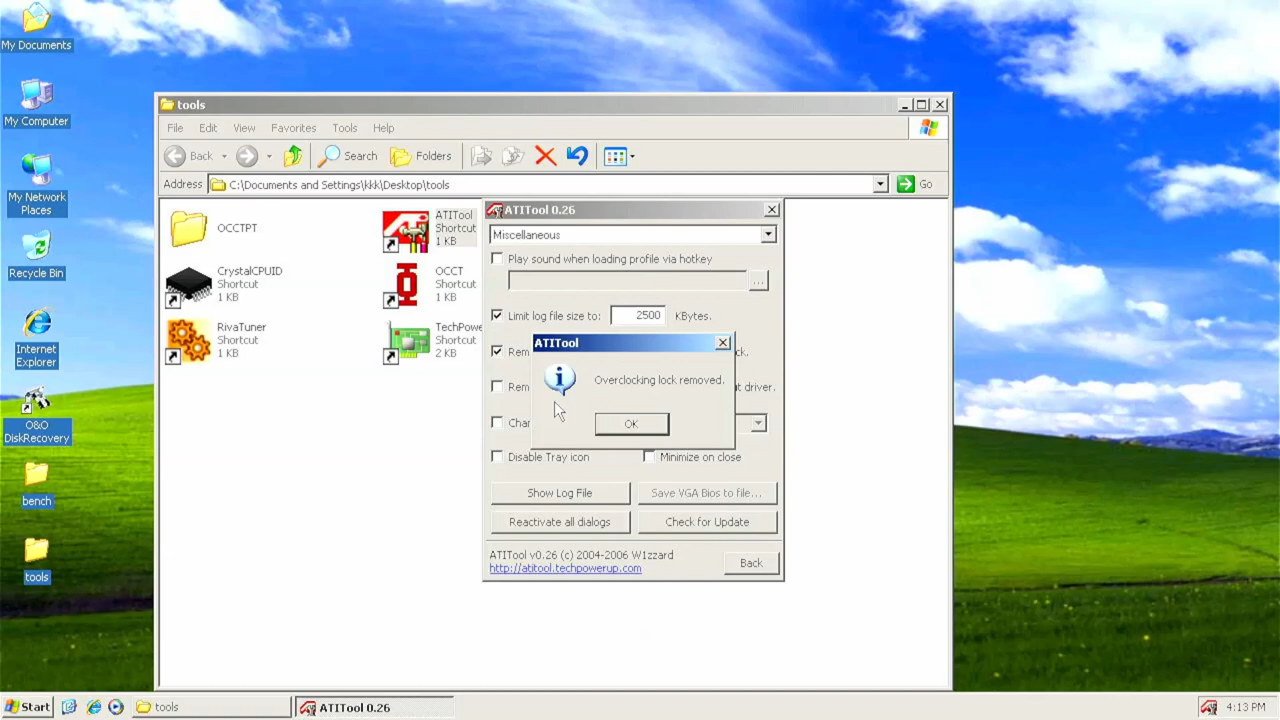 My Documents
My Computer
My Network
Places
Recycle Bin
Internet
Explorer
O&O
DiskRecovery
bench
tools
tools
File Edit View Favorites Tools Help
Back Search Folders
Address C:\Documents and Settings\kkk\Desktop\tools Go
OCCTPT
ATITool
Shortcut
1 KB
CrystalCPUID
Shortcut
1 KB
OCCT
Shortcut
1 KB
RivaTuner
Shortcut
1 KB
TechPowe
Shortcut
2 KB
ATITool 0.26
Miscellaneous
Play sound when loading profile via hotkey
...
Limit log file size to: 2500 KBytes.
Rem ck.
Rem t driver.
Char
ATITool
Overclocking lock removed.
OK
Disable Tray icon Minimize on close
Show Log File Save VGA Bios to file...
Reactivate all dialogs Check for Update
ATITool v0.26 (c) 2004-2006 W1zzard
http://atitool.techpowerup.com
Back
Start tools ATITool 0.26 4:13 PM